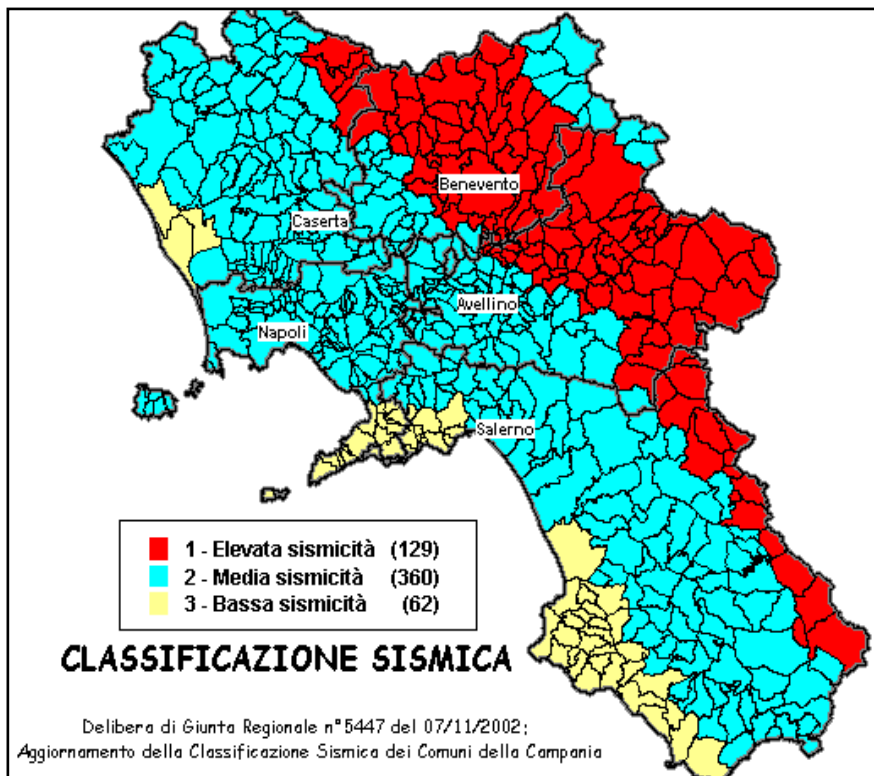 Benevento
Caserta
Avellino
Napoli
Salerno
1 - Elevata sismicità (129)
2 - Media sismicità (360)
3 - Bassa sismicità (62)
CLASSIFICAZIONE SISMICA
Delibera di Giunta Regionale n°5447 del 07/11/2002;
Aggiornamento della Classificazione Sismica dei Comuni della Campania